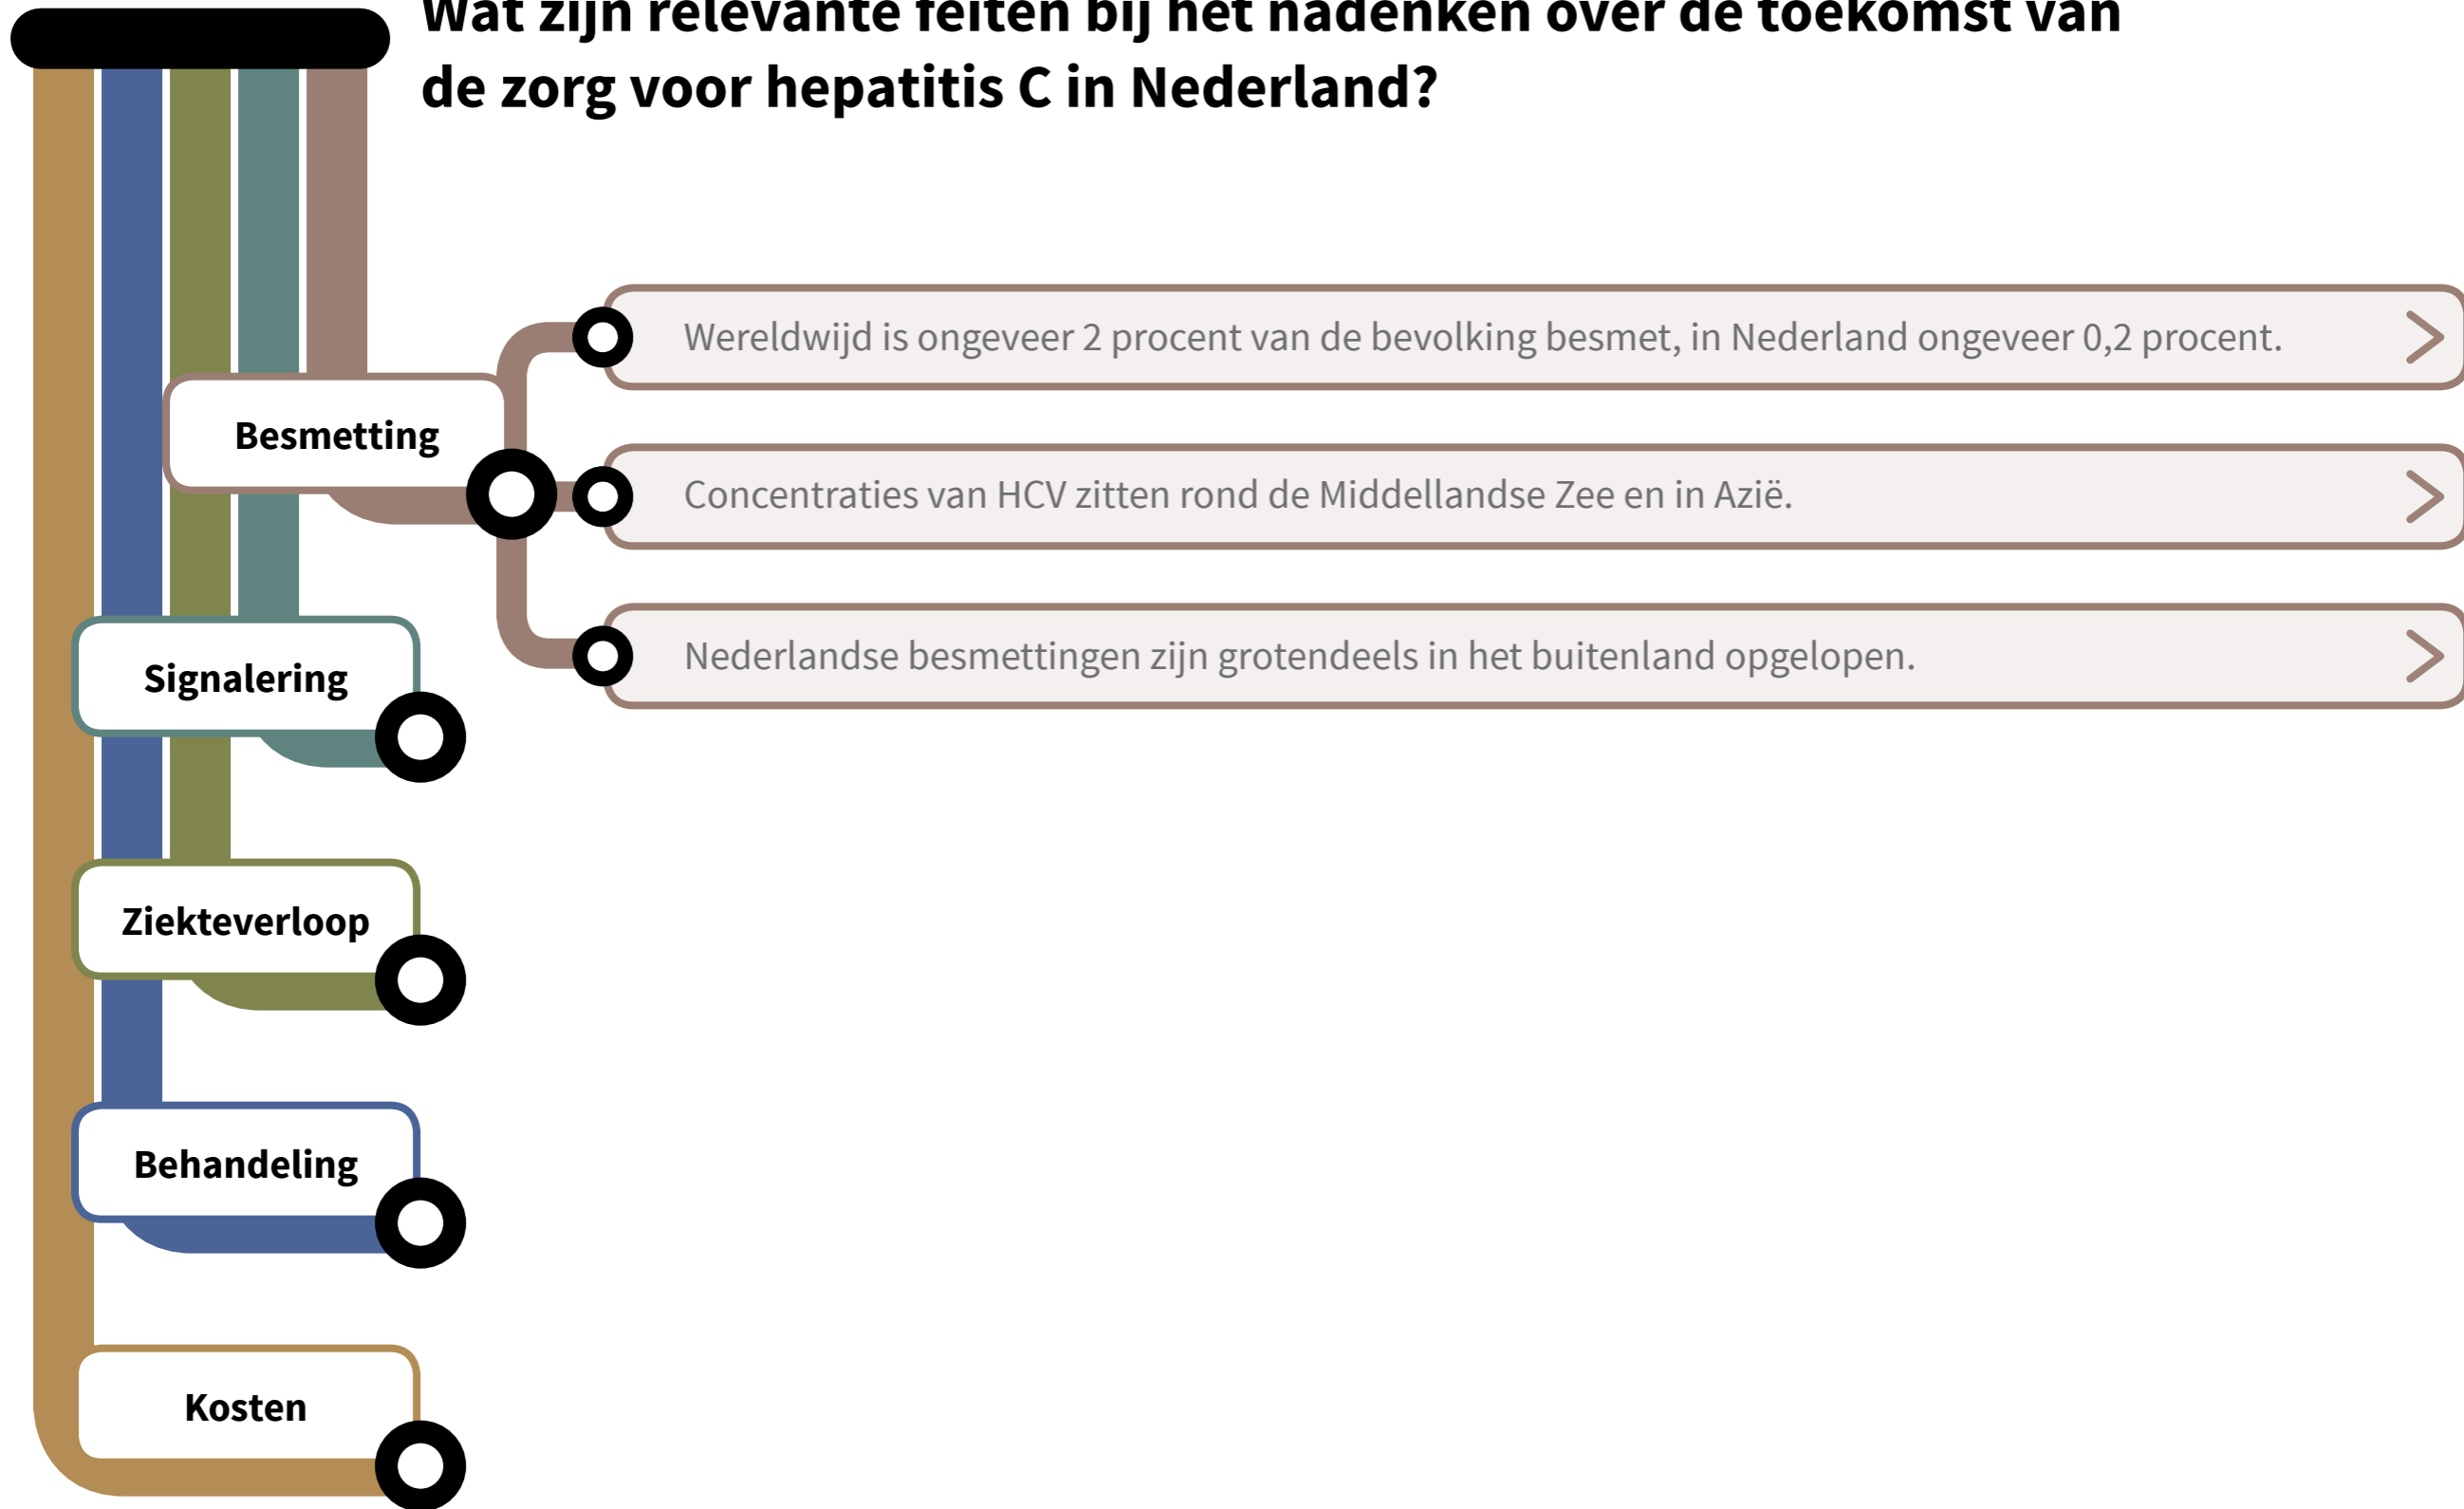 Wat zijn relevante feiten bij het nadenken over de toekomst van
de zorg voor hepatitis C in Nederland?
Besmetting
Wereldwijd is ongeveer 2 procent van de bevolking besmet, in Nederland ongeveer 0,2 procent.
Concentraties van HCV zitten rond de Middellandse Zee en in Azië.
Nederlandse besmettingen zijn grotendeels in het buitenland opgelopen.
Signalering
Ziekteverloop
Behandeling
Kosten